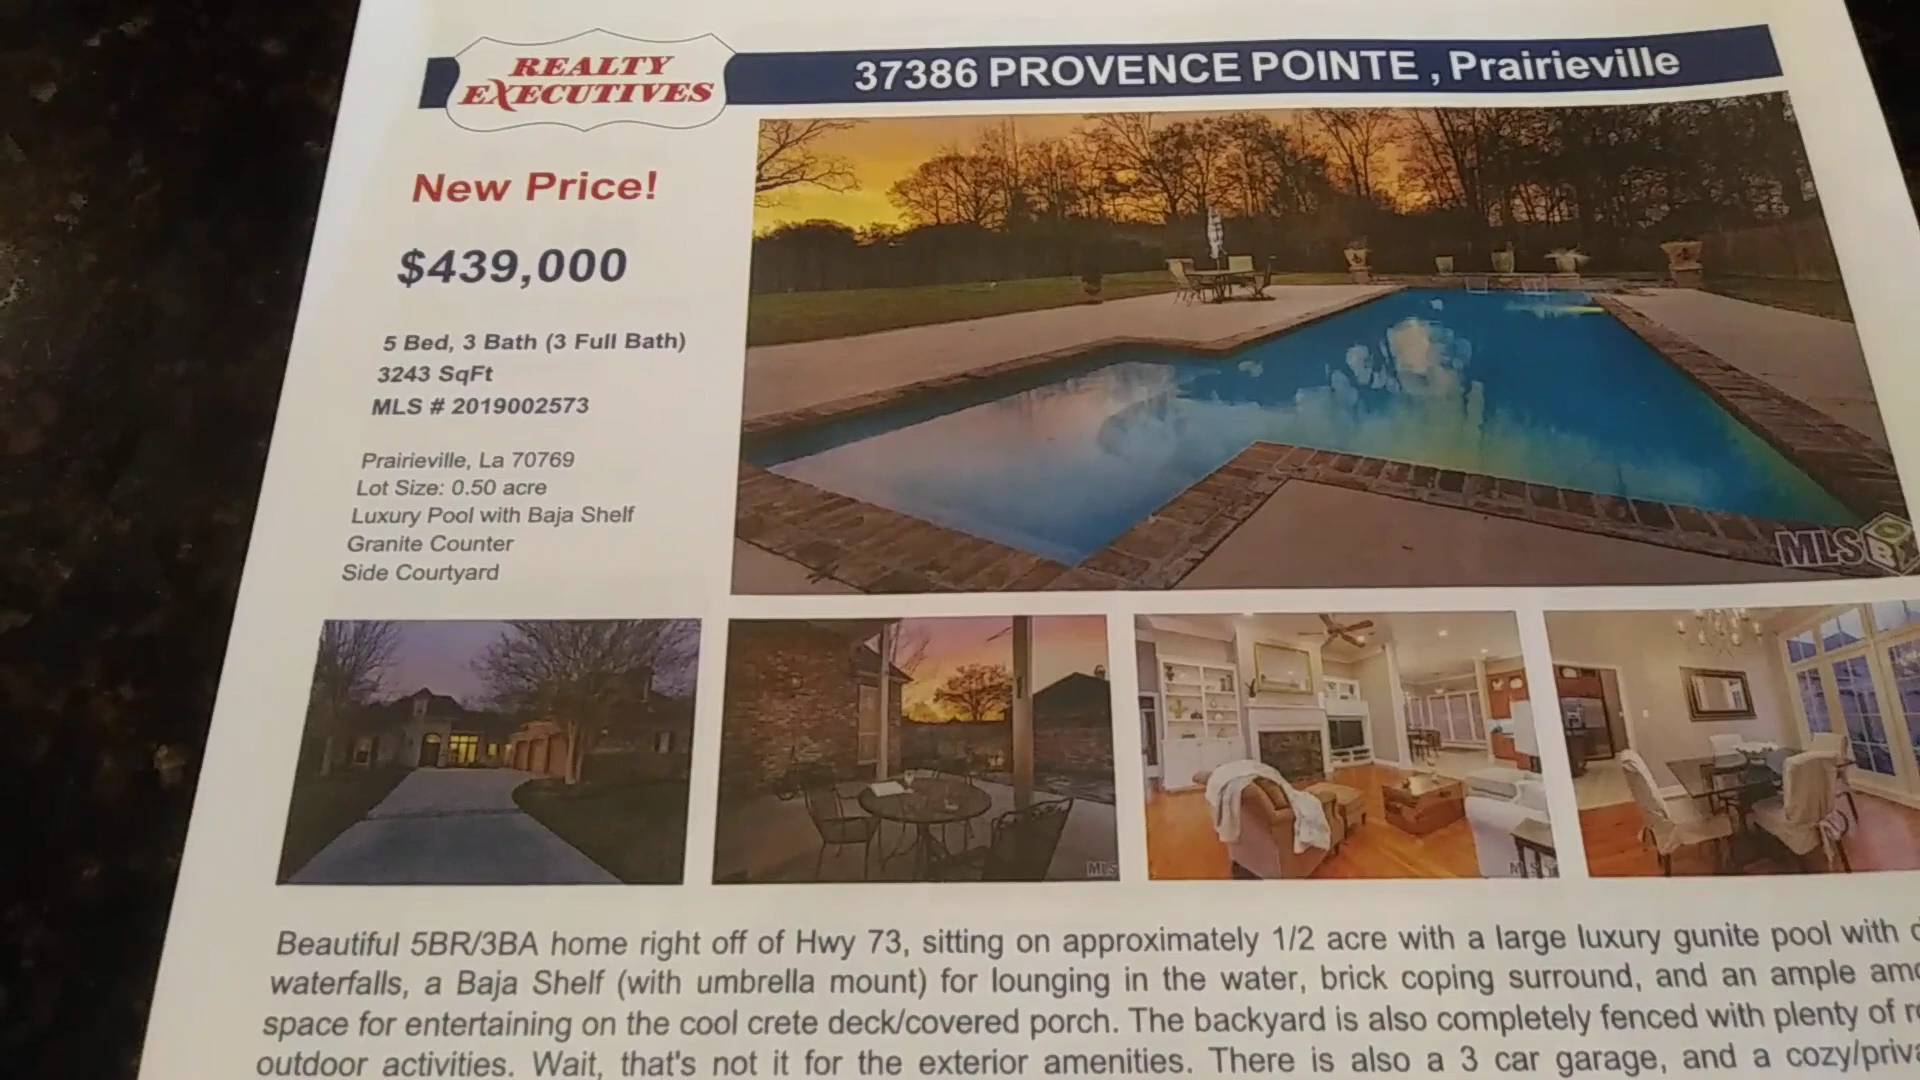 REALTY
EXECUTIVES
37386 PROVENCE POINTE , Prairieville
New Price!
$439,000
5 Bed, 3 Bath (3 Full Bath)
3243 SqFt
MLS # 2019002573
Prairieville, La 70769
Lot Size: 0.50 acre
Luxury Pool with Baja Shelf
Granite Counter
Side Courtyard
MLS
MLS
Beautiful 5BR/3BA home right off of Hwy 73, sitting on approximately 1/2 acre with a large luxury gunite pool with
waterfalls, a Baja Shelf (with umbrella mount) for lounging in the water, brick coping surround, and an ample
space for entertaining on the cool crete deck/covered porch. The backyard is also completely fenced with plenty of
outdoor activities. Wait, that's not it for the exterior amenities. There is also a 3 car garage, and a